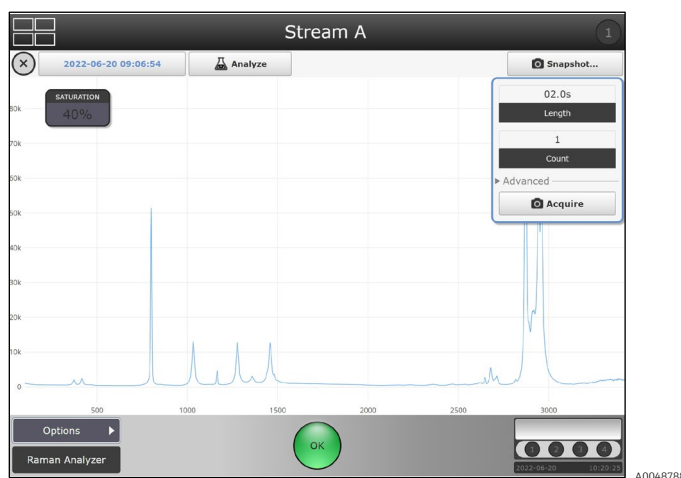 Stream A
1
2022-06-20 09:06:54
Analyze
Snapshot...
SATURATION
40%
02.0s
Length
1
Count
Advanced
Acquire
80k
70k
60k
50k
40k
30k
20k
10k
0
500 1000 1500 2000 2500 3000
Options
Raman Analyzer
OK
1 2 3 4
2022-06-20 10:20:25